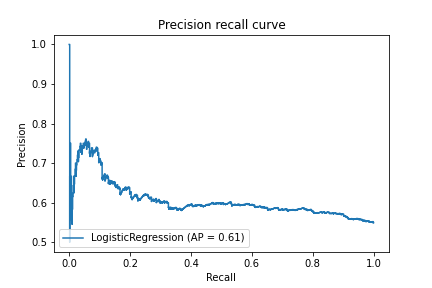 Precision recall curve
1.0
0.9
0.8
0.7
0.6
0.5
Precision
LogisticRegression (AP = 0.61)
0.0 0.2 0.4 0.6 0.8 1.0
Recall